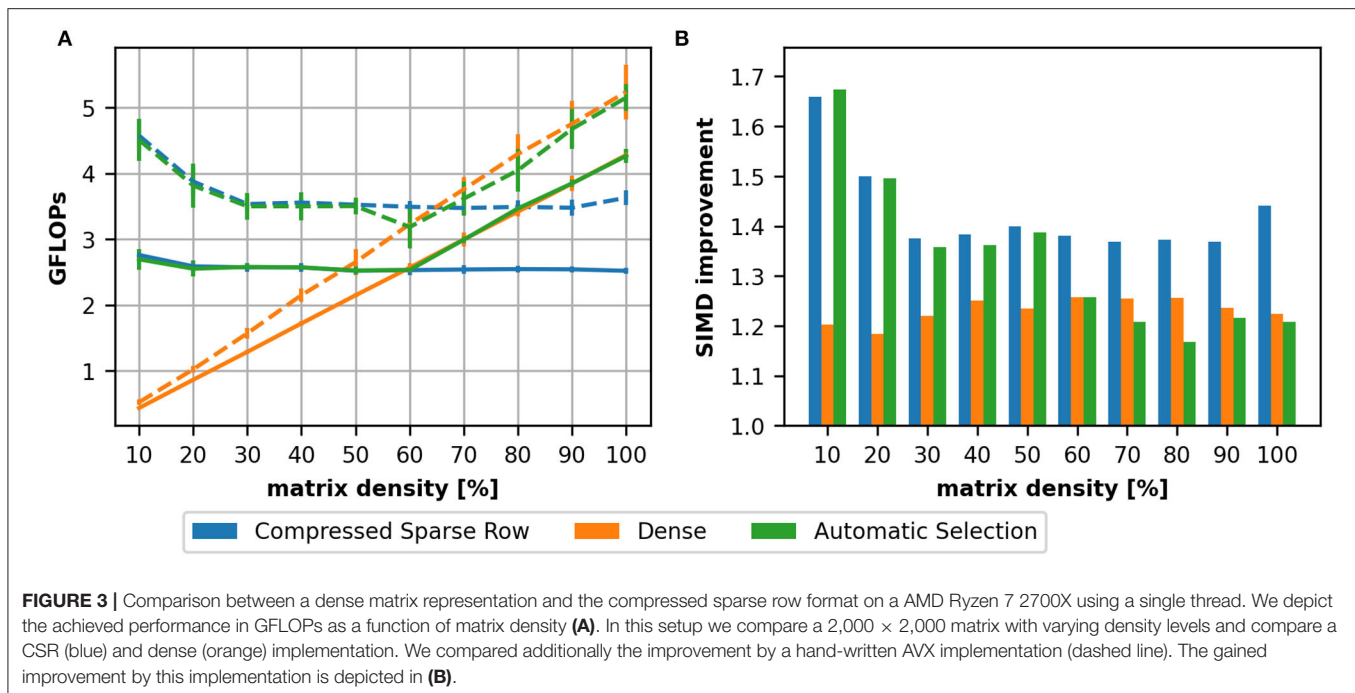 A
GFLOPs
5
4
3
2
1
10 20 30 40 50 60 70 80 90 100
matrix density [%]
B
SIMD improvement
1.7
1.6
1.5
1.4
1.3
1.2
1.1
1.0
10 20 30 40 50 60 70 80 90 100
matrix density [%]
Compressed Sparse Row Dense Automatic Selection
FIGURE 3 | Comparison between a dense matrix representation and the compressed sparse row format on a AMD Ryzen 7 2700X using a single thread. We depict
the achieved performance in GFLOPs as a function of matrix density (A). In this setup we compare a 2,000 × 2,000 matrix with varying density levels and compare a
CSR (blue) and dense (orange) implementation. We compared additionally the improvement by a hand-written AVX implementation (dashed line). The gained
improvement by this implementation is depicted in (B).